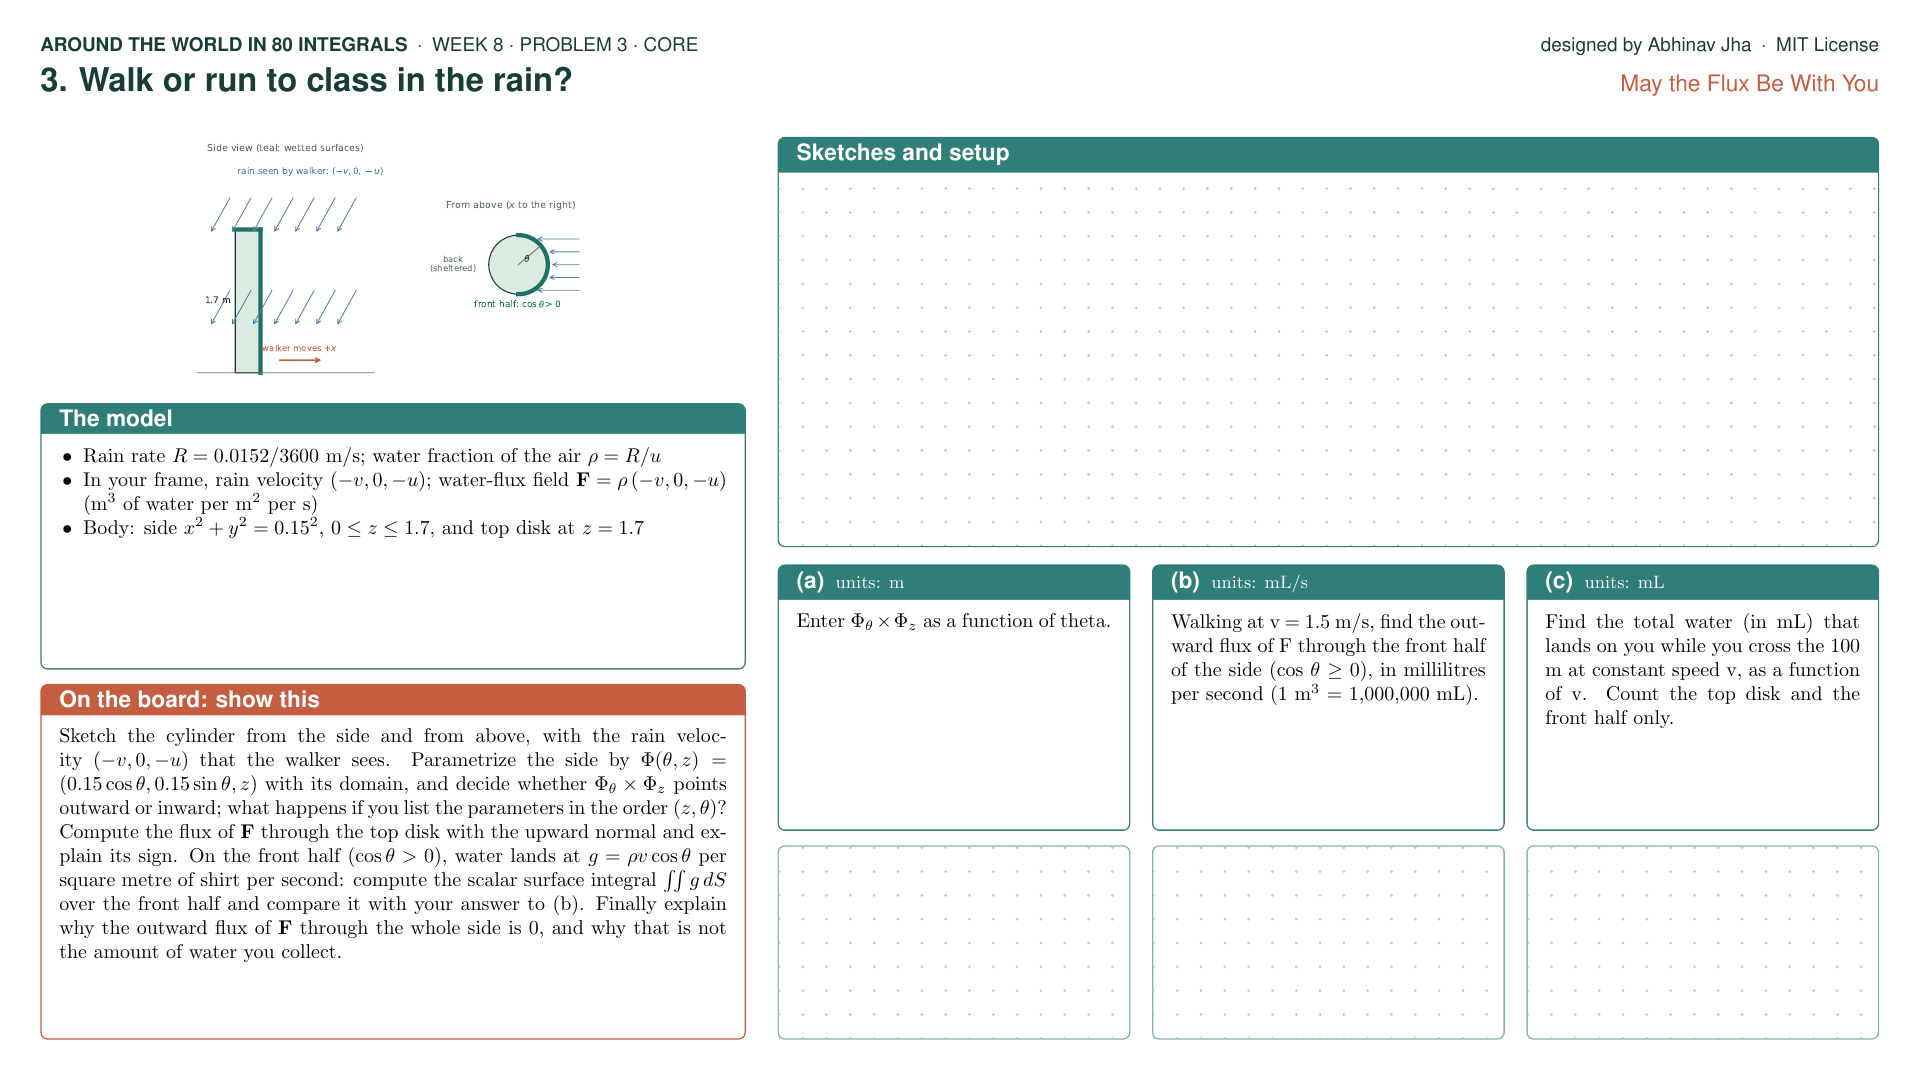 AROUND THE WORLD IN 80 INTEGRALS · WEEK 8 · PROBLEM 3 · CORE
designed by Abhinav Jha · MIT License
3. Walk or run to class in the rain?
May the Flux Be With You
Side view (teal: wetted surfaces)
rain seen by walker: (−v, 0, −u)
From above (x to the right)
θ
back
(sheltered)
front half: cos θ > 0
1.7 m
walker moves +x
The model
• Rain rate R = 0.0152/3600 m/s; water fraction of the air ρ = R/u
• In your frame, rain velocity (−v, 0, −u); water-flux field F = ρ (−v, 0, −u)
(m³ of water per m² per s)
• Body: side x² + y² = 0.15², 0 ≤ z ≤ 1.7, and top disk at z = 1.7
On the board: show this
Sketch the cylinder from the side and from above, with the rain veloc-
ity (−v, 0, −u) that the walker sees. Parametrize the side by Φ(θ, z) =
(0.15 cos θ, 0.15 sin θ, z) with its domain, and decide whether Φθ × Φz points
outward or inward; what happens if you list the parameters in the order (z, θ)?
Compute the flux of F through the top disk with the upward normal and ex-
plain its sign. On the front half (cos θ > 0), water lands at g = ρv cos θ per
square metre of shirt per second: compute the scalar surface integral ∬ g dS
over the front half and compare it with your answer to (b). Finally explain
why the outward flux of F through the whole side is 0, and why that is not
the amount of water you collect.
Sketches and setup
(a) units: m
Enter Φθ × Φz as a function of theta.
(b) units: mL/s
Walking at v = 1.5 m/s, find the out-
ward flux of F through the front half
of the side (cos θ ≥ 0), in millilitres
per second (1 m³ = 1,000,000 mL).
(c) units: mL
Find the total water (in mL) that
lands on you while you cross the 100
m at constant speed v, as a function
of v. Count the top disk and the
front half only.